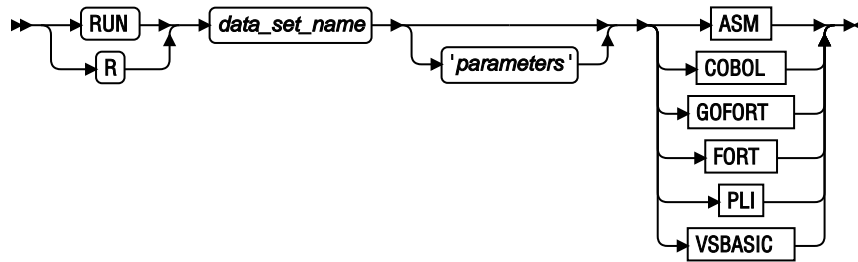 RUN data_set_name ASM
R 'parameters' COBOL
GOFORT
FORT
PLI
VSBASIC